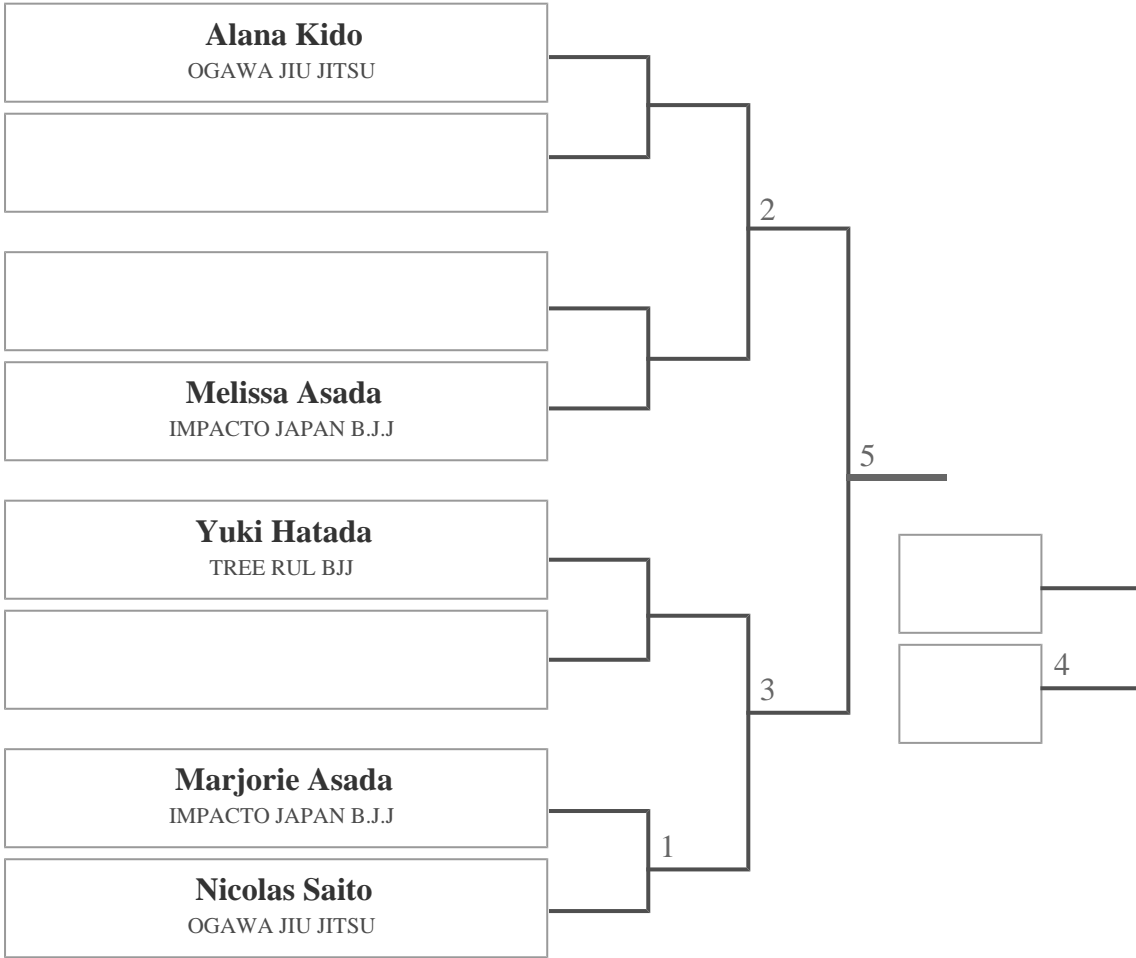 Alana Kido
OGAWA JIU JITSU
2
Melissa Asada
IMPACTO JAPAN B.J.J
5
Yuki Hatada
TREE RUL BJJ
4
3
Marjorie Asada
IMPACTO JAPAN B.J.J
1
Nicolas Saito
OGAWA JIU JITSU